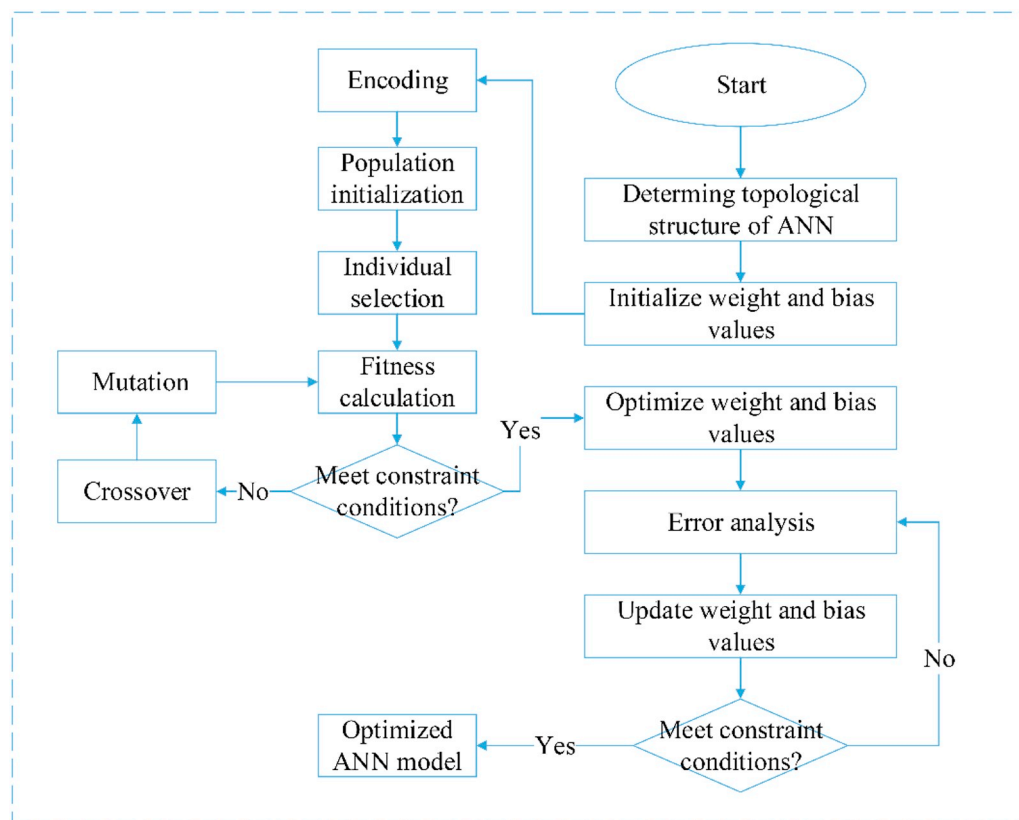 Start
Determing topological
structure of ANN
Initialize weight and bias
values
Encoding
Population
initialization
Individual
selection
Fitness
calculation
Meet constraint
conditions?
No
Crossover
Mutation
Yes
Optimize weight and bias
values
Error analysis
Update weight and bias
values
Meet constraint
conditions?
No
Yes
Optimized
ANN model